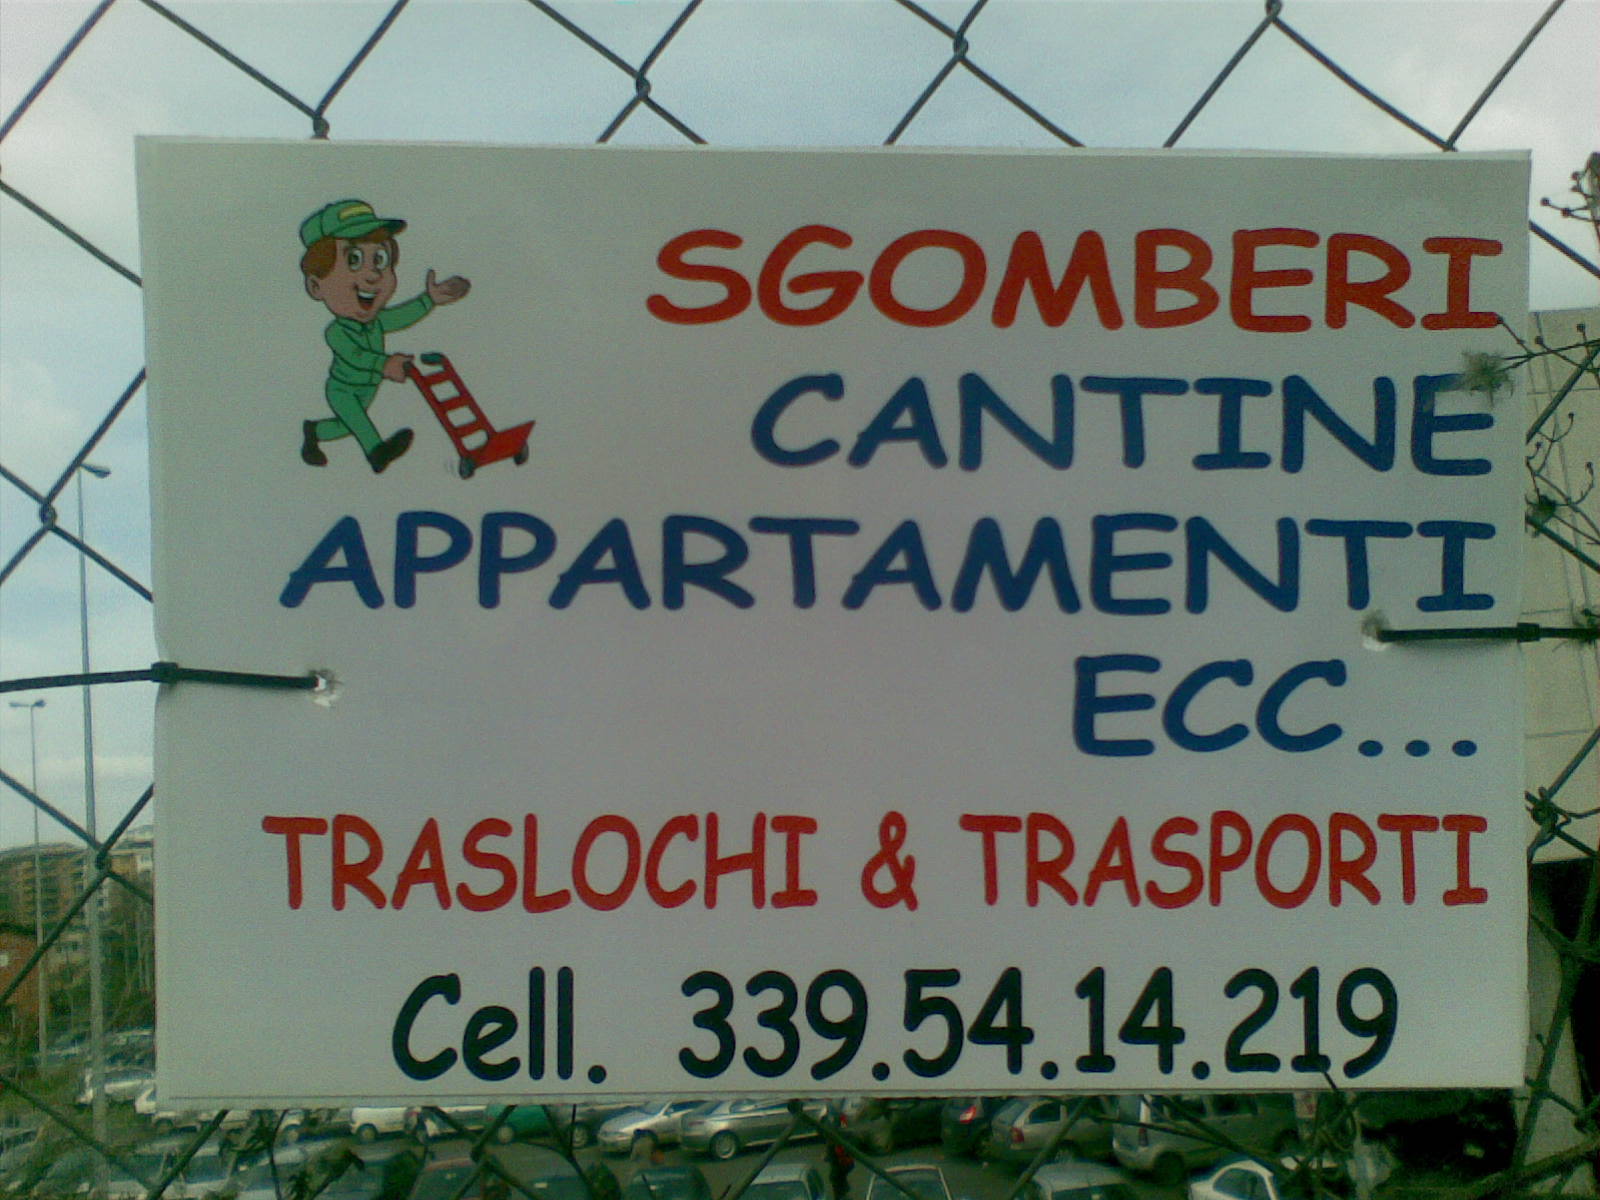 SGOMBERI
CANTINE
APPARTAMENTI
ECC...
TRASLOCHI & TRASPORTI
Cell. 339.54.14.219